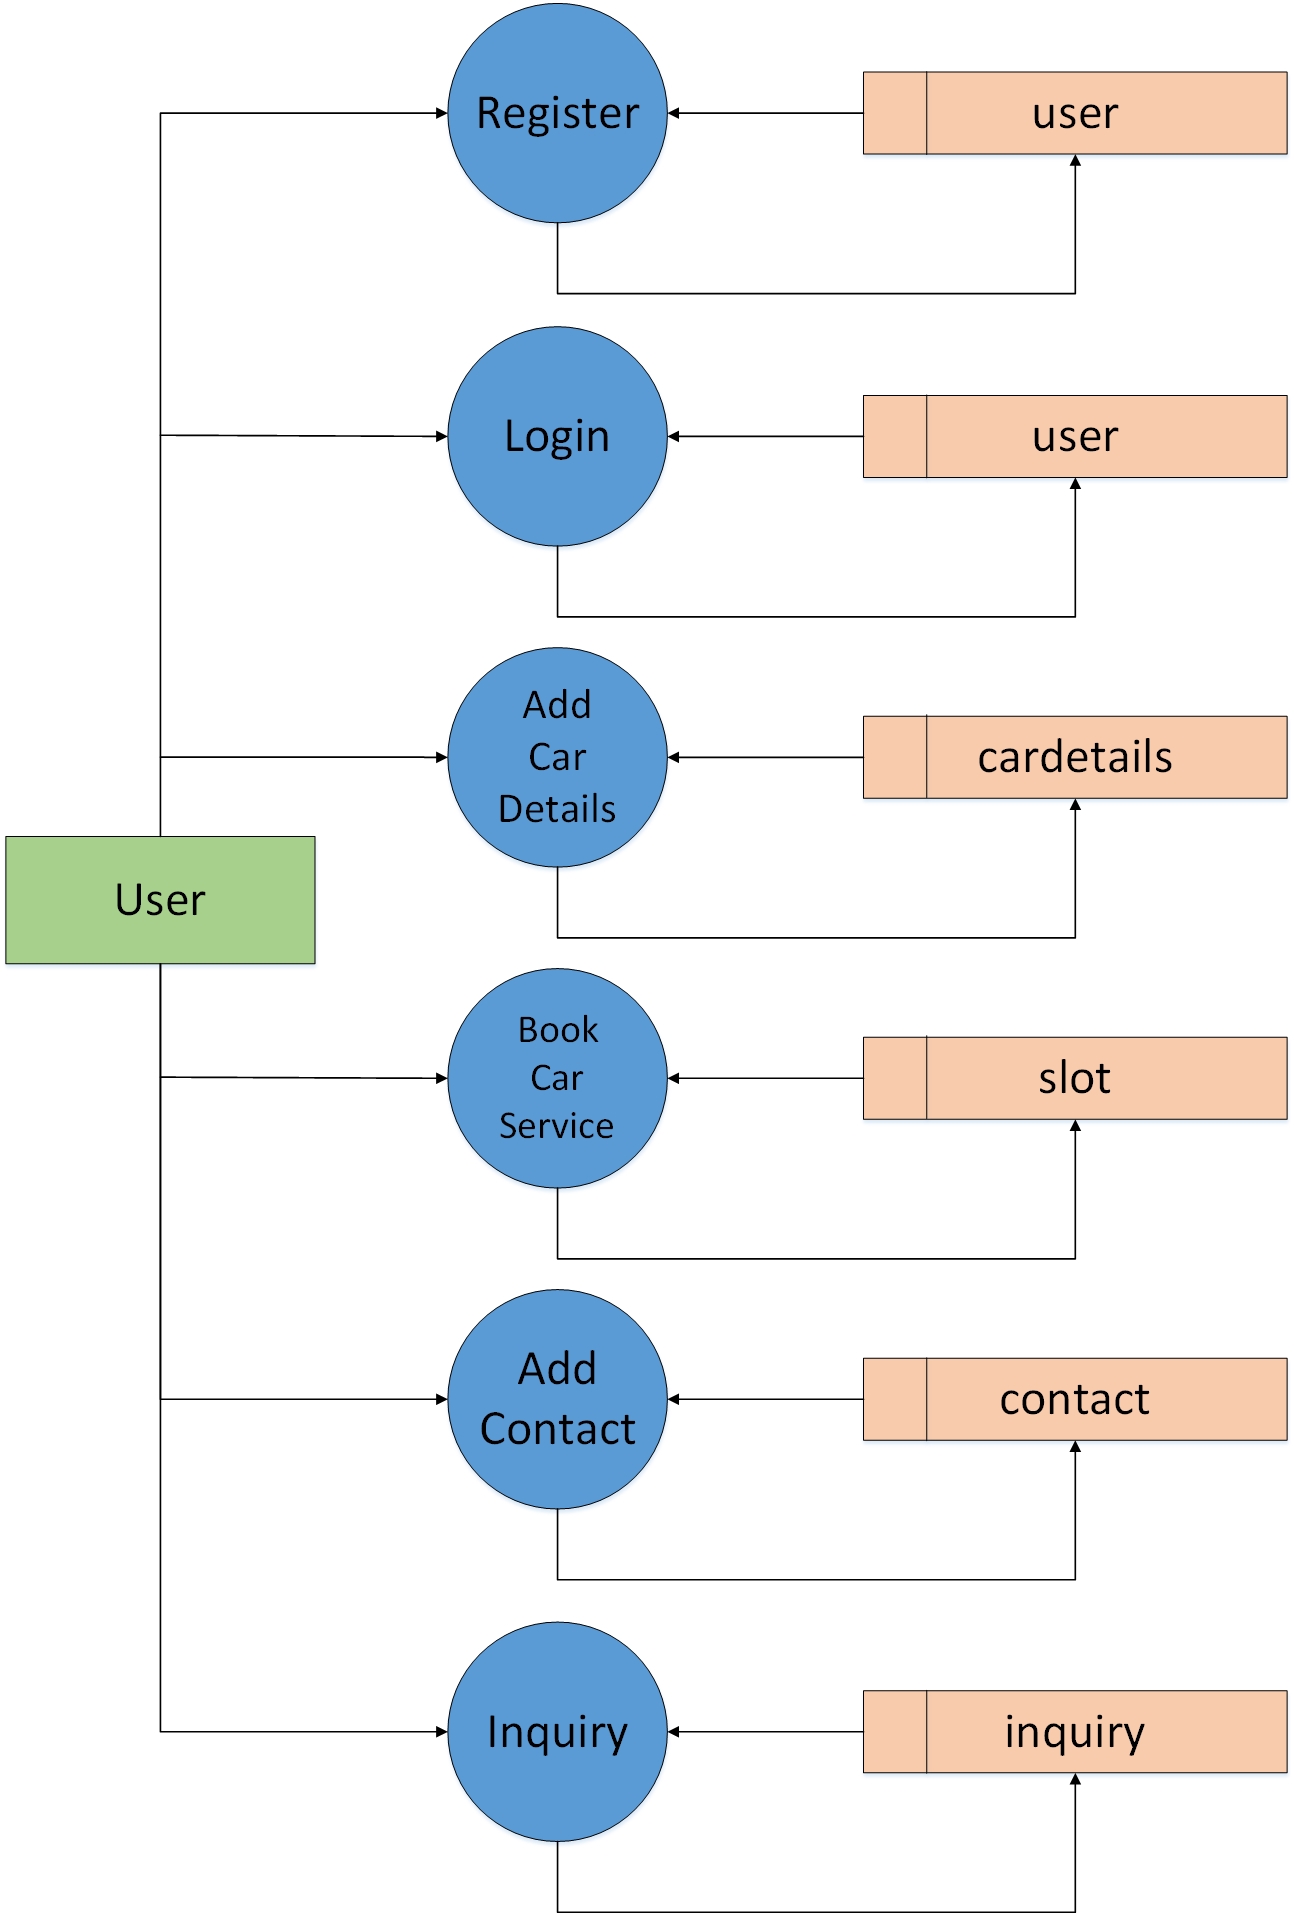 Register
user
Login
user
Add
Car
Details
cardetails
User
Book
Car
Service
slot
Add
Contact
contact
Inquiry
inquiry